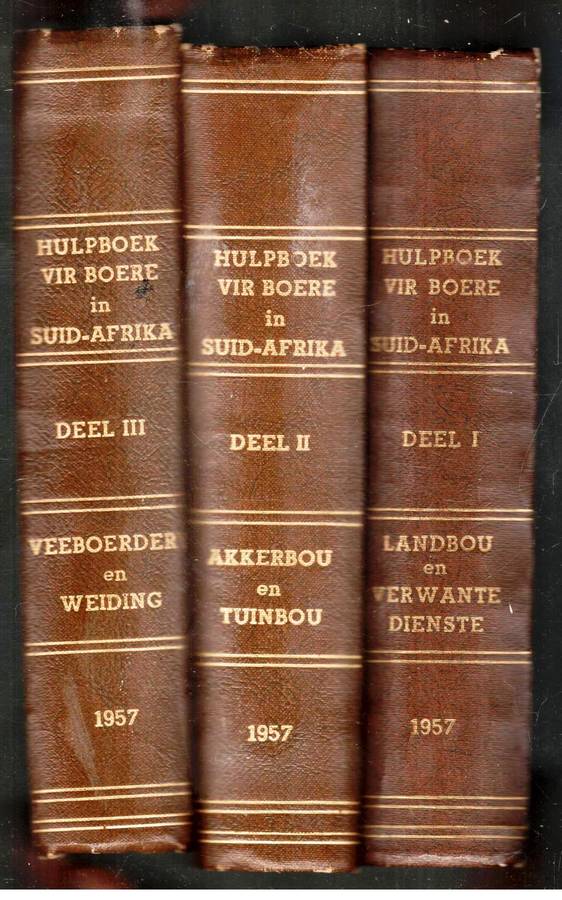 HULPBOEK
VIR BOERE
in
SUID-AFRIKA
DEEL III
VEEBOERDER
en
WEIDING
1957
HULPBOEK
VIR BOERE
in
SUID-AFRIKA
DEEL II
AKKERBOU
en
TUINBOU
1957
HULPBOEK
VIR BOERE
in
SUID-AFRIKA
DEEL I
LANDBOU
en
VERWANTE
DIENSTE
1957